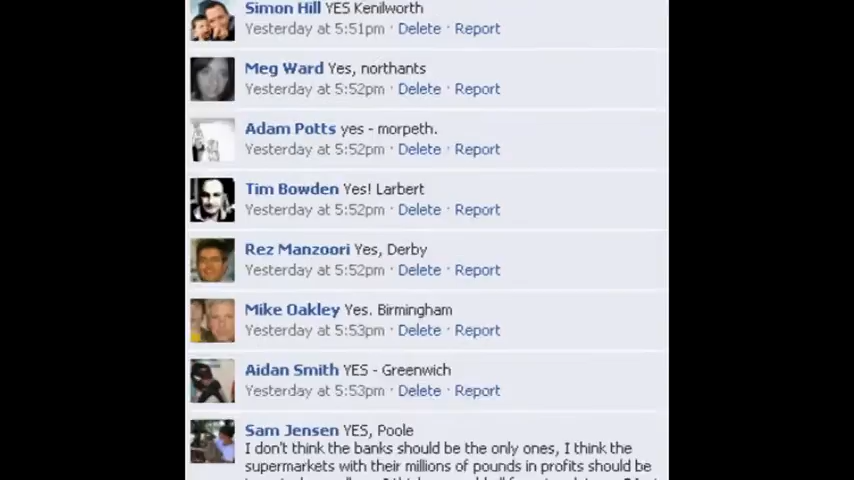 Simon Hill YES Kenilworth
Yesterday at 5:51pm · Delete · Report
Meg Ward Yes, northants
Yesterday at 5:52pm · Delete · Report
Adam Potts yes - morpeth.
Yesterday at 5:52pm · Delete · Report
Tim Bowden Yes! Larbert
Yesterday at 5:52pm · Delete · Report
Rez Manzoori Yes, Derby
Yesterday at 5:52pm · Delete · Report
Mike Oakley Yes. Birmingham
Yesterday at 5:53pm · Delete · Report
Aidan Smith YES - Greenwich
Yesterday at 5:53pm · Delete · Report
Sam Jensen YES, Poole
I don't think the banks should be the only ones, I think the
supermarkets with their millions of pounds in profits should be